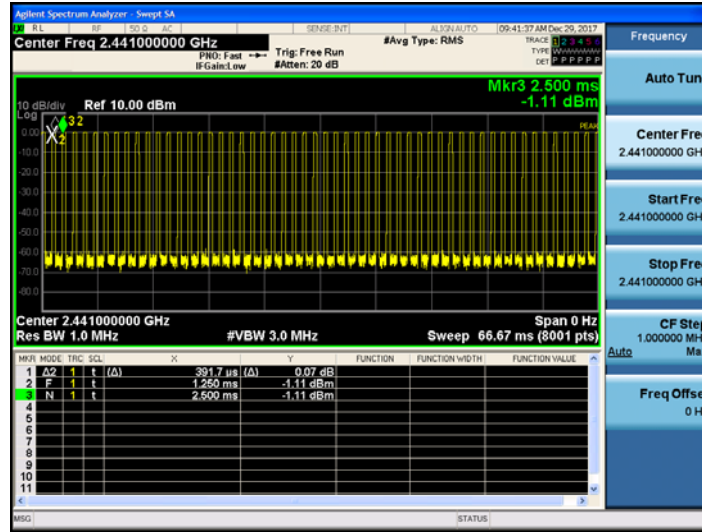 Agilent Spectrum Analyzer - Swept SA
RL RF 50 Ω AC SENSE:INT ALIGN AUTO 09:41:37 AM Dec 29, 2017
Center Freq 2.441000000 GHz
PNO: Fast
IFGain:Low
Trig: Free Run
#Atten: 20 dB
#Avg Type: RMS
TRACE 1 2 3 4 5 6
TYPE
DET P P P P P P
Mkr3 2.500 ms
-1.11 dBm
10 dB/div Ref 10.00 dBm
Log
0.00
-10.0
-20.0
-30.0
-40.0
-50.0
-60.0
-70.0
-80.0
3 2
2
PEAK
Center 2.441000000 GHz Span 0 Hz
Res BW 1.0 MHz #VBW 3.0 MHz Sweep 66.67 ms (8001 pts)
MKR MODE TRC SCL X Y FUNCTION FUNCTION WIDTH FUNCTION VALUE
1 Δ2 1 t (Δ) 391.7 µs (Δ) 0.07 dB
2 F 1 t 1.250 ms -1.11 dBm
3 N 1 t 2.500 ms -1.11 dBm
4
5
6
7
8
9
10
11
MSG STATUS
Frequency
Auto Tun
Center Fre
2.441000000 GH
Start Fre
2.441000000 GH
Stop Fre
2.441000000 GH
CF Step
1.000000 MH
Auto Ma
Freq Offse
0 H